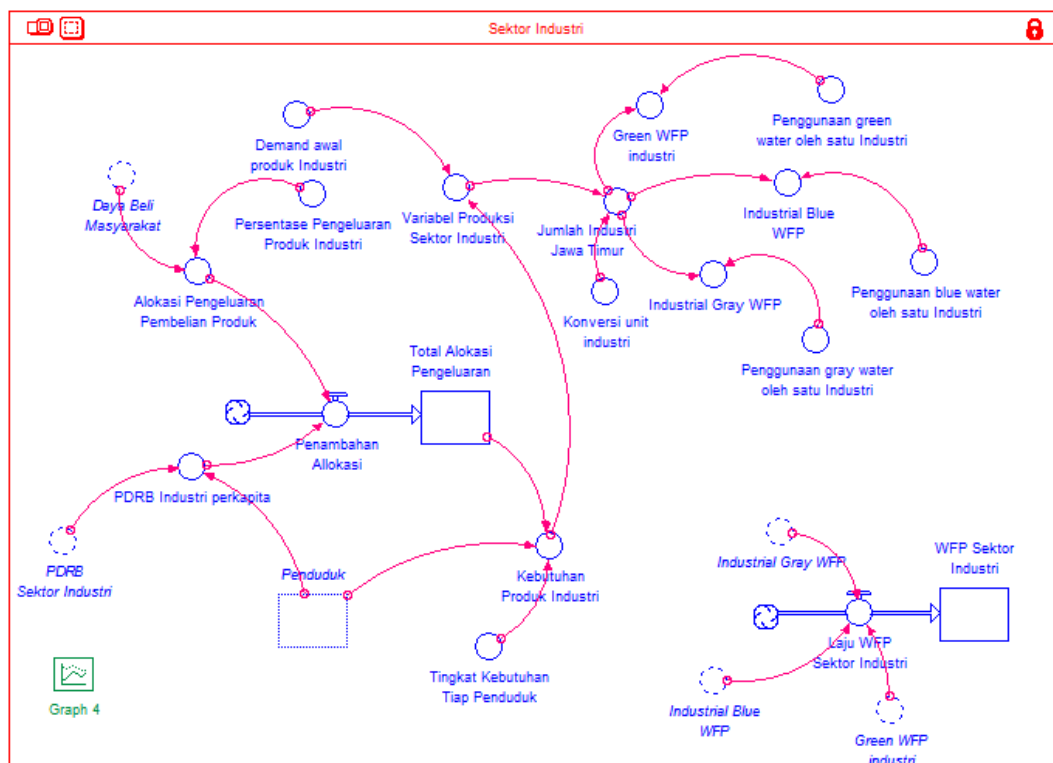 Sektor Industri
Demand awal
produk Industri
Green WFP
industri
Penggunaan green
water oleh satu Industri
Daya Beli
Masyarakat
Persentase Pengeluaran
Produk Industri
Variabel Produksi
Sektor Industri
Jumlah Industri
Jawa Timur
Industrial Blue
WFP
Alokasi Pengeluaran
Pembelian Produk
Konversi unit
industri
Industrial Gray WFP
Penggunaan blue water
oleh satu Industri
Total Alokasi
Pengeluaran
Penggunaan gray water
oleh satu Industri
Penambahan
Allokasi
PDRB Industri perkapita
PDRB
Sektor Industri
Penduduk
Kebutuhan
Produk Industri
Industrial Gray WFP
WFP Sektor
Industri
Laju WFP
Sektor Industri
Tingkat Kebutuhan
Tiap Penduduk
Industrial Blue
WFP
Green WFP
industri
Graph 4